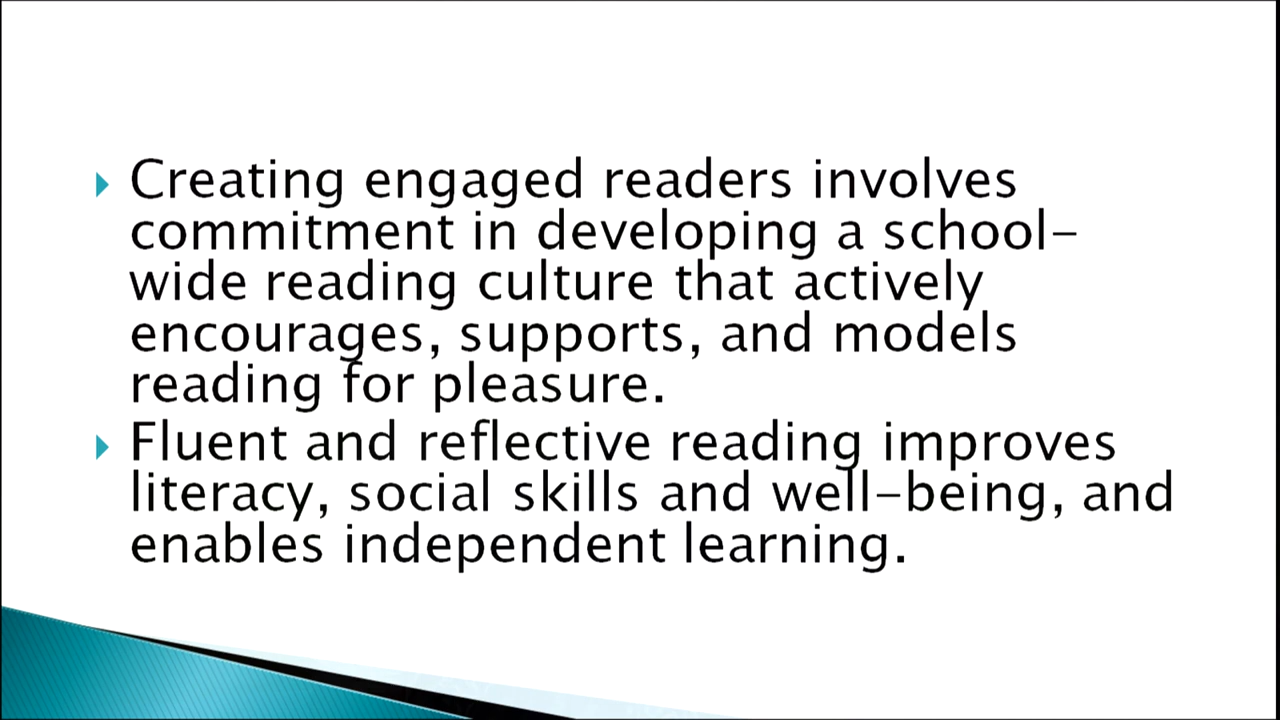 Creating engaged readers involves
commitment in developing a school-
wide reading culture that actively
encourages, supports, and models
reading for pleasure.
Fluent and reflective reading improves
literacy, social skills and well-being, and
enables independent learning.